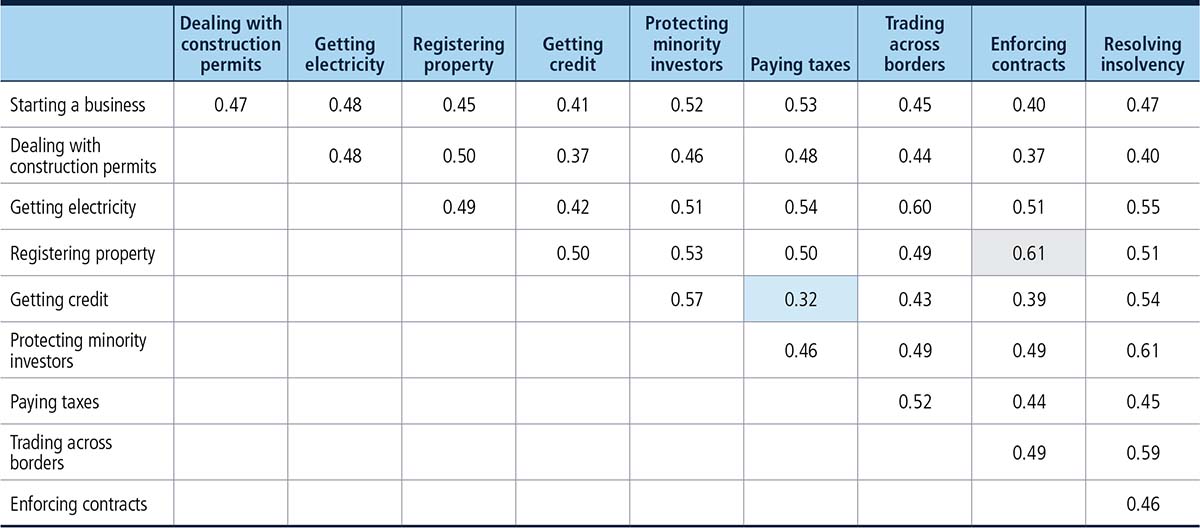 Dealing with construction permits Getting electricity Registering property Getting credit Protecting minority investors Paying taxes Trading across borders Enforcing contracts Resolving insolvency
Starting a business 0.47 0.48 0.45 0.41 0.52 0.53 0.45 0.40 0.47
Dealing with construction permits 0.48 0.50 0.37 0.46 0.48 0.44 0.37 0.40
Getting electricity 0.49 0.42 0.51 0.54 0.60 0.51 0.55
Registering property 0.50 0.53 0.50 0.49 0.61 0.51
Getting credit 0.57 0.32 0.43 0.39 0.54
Protecting minority investors 0.46 0.49 0.49 0.61
Paying taxes 0.52 0.44 0.45
Trading across borders 0.49 0.59
Enforcing contracts 0.46